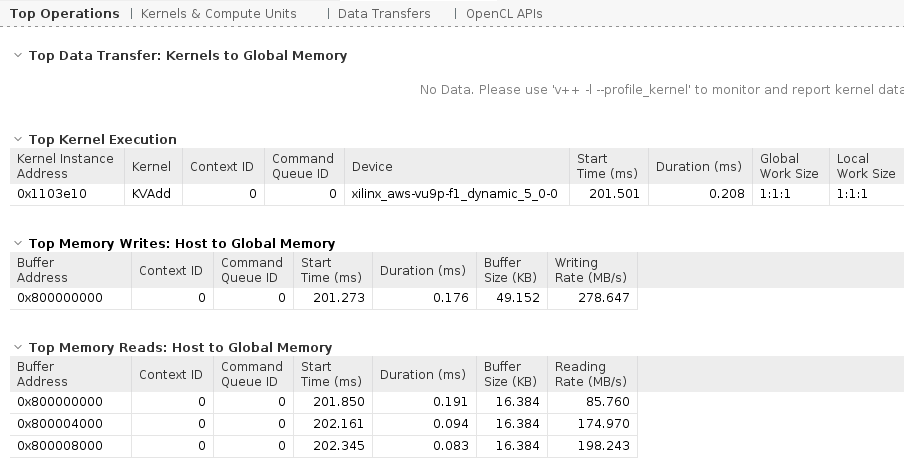 Top Operations | Kernels & Compute Units | Data Transfers | OpenCL APIs
Top Data Transfer: Kernels to Global Memory
No Data. Please use 'v++ -l --profile_kernel' to monitor and report kernel data
Top Kernel Execution
Kernel Instance Address Kernel Context ID Command Queue ID Device Start Time (ms) Duration (ms) Global Work Size Local Work Size
0x1103e10 KVAdd 0 0 xilinx_aws-vu9p-f1_dynamic_5_0-0 201.501 0.208 1:1:1 1:1:1
Top Memory Writes: Host to Global Memory
Buffer Address Context ID Command Queue ID Start Time (ms) Duration (ms) Buffer Size (KB) Writing Rate (MB/s)
0x800000000 0 0 201.273 0.176 49.152 278.647
Top Memory Reads: Host to Global Memory
Buffer Address Context ID Command Queue ID Start Time (ms) Duration (ms) Buffer Size (KB) Reading Rate (MB/s)
0x800000000 0 0 201.850 0.191 16.384 85.760
0x800004000 0 0 202.161 0.094 16.384 174.970
0x800008000 0 0 202.345 0.083 16.384 198.243